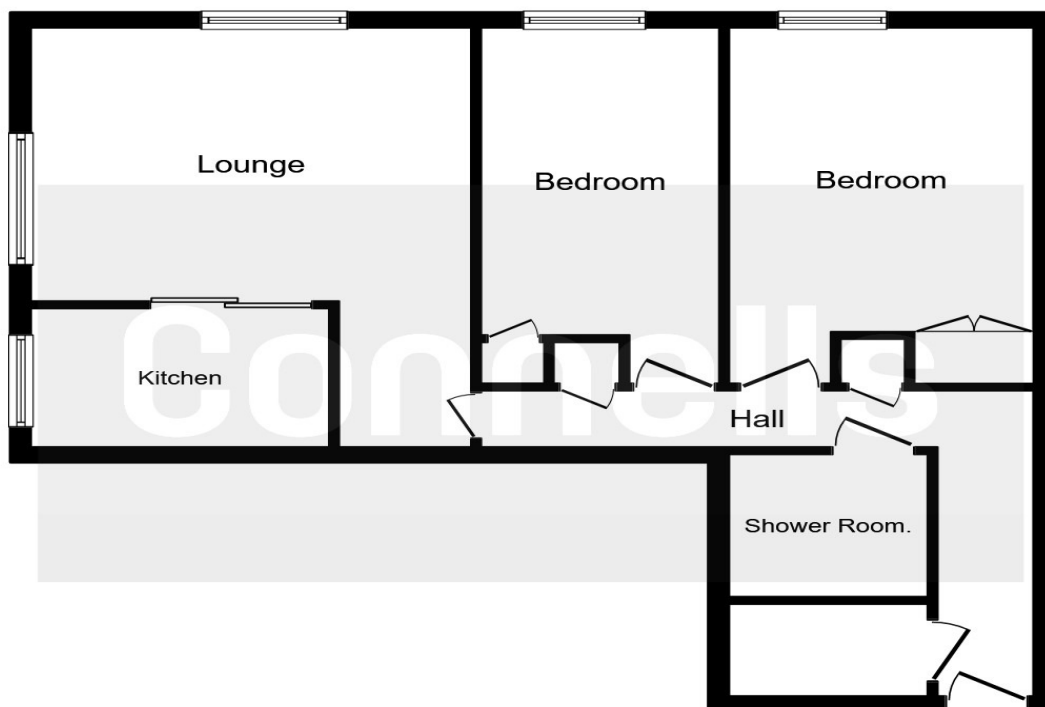 Lounge
Bedroom
Bedroom
Connells
Kitchen
Hall
Shower Room.